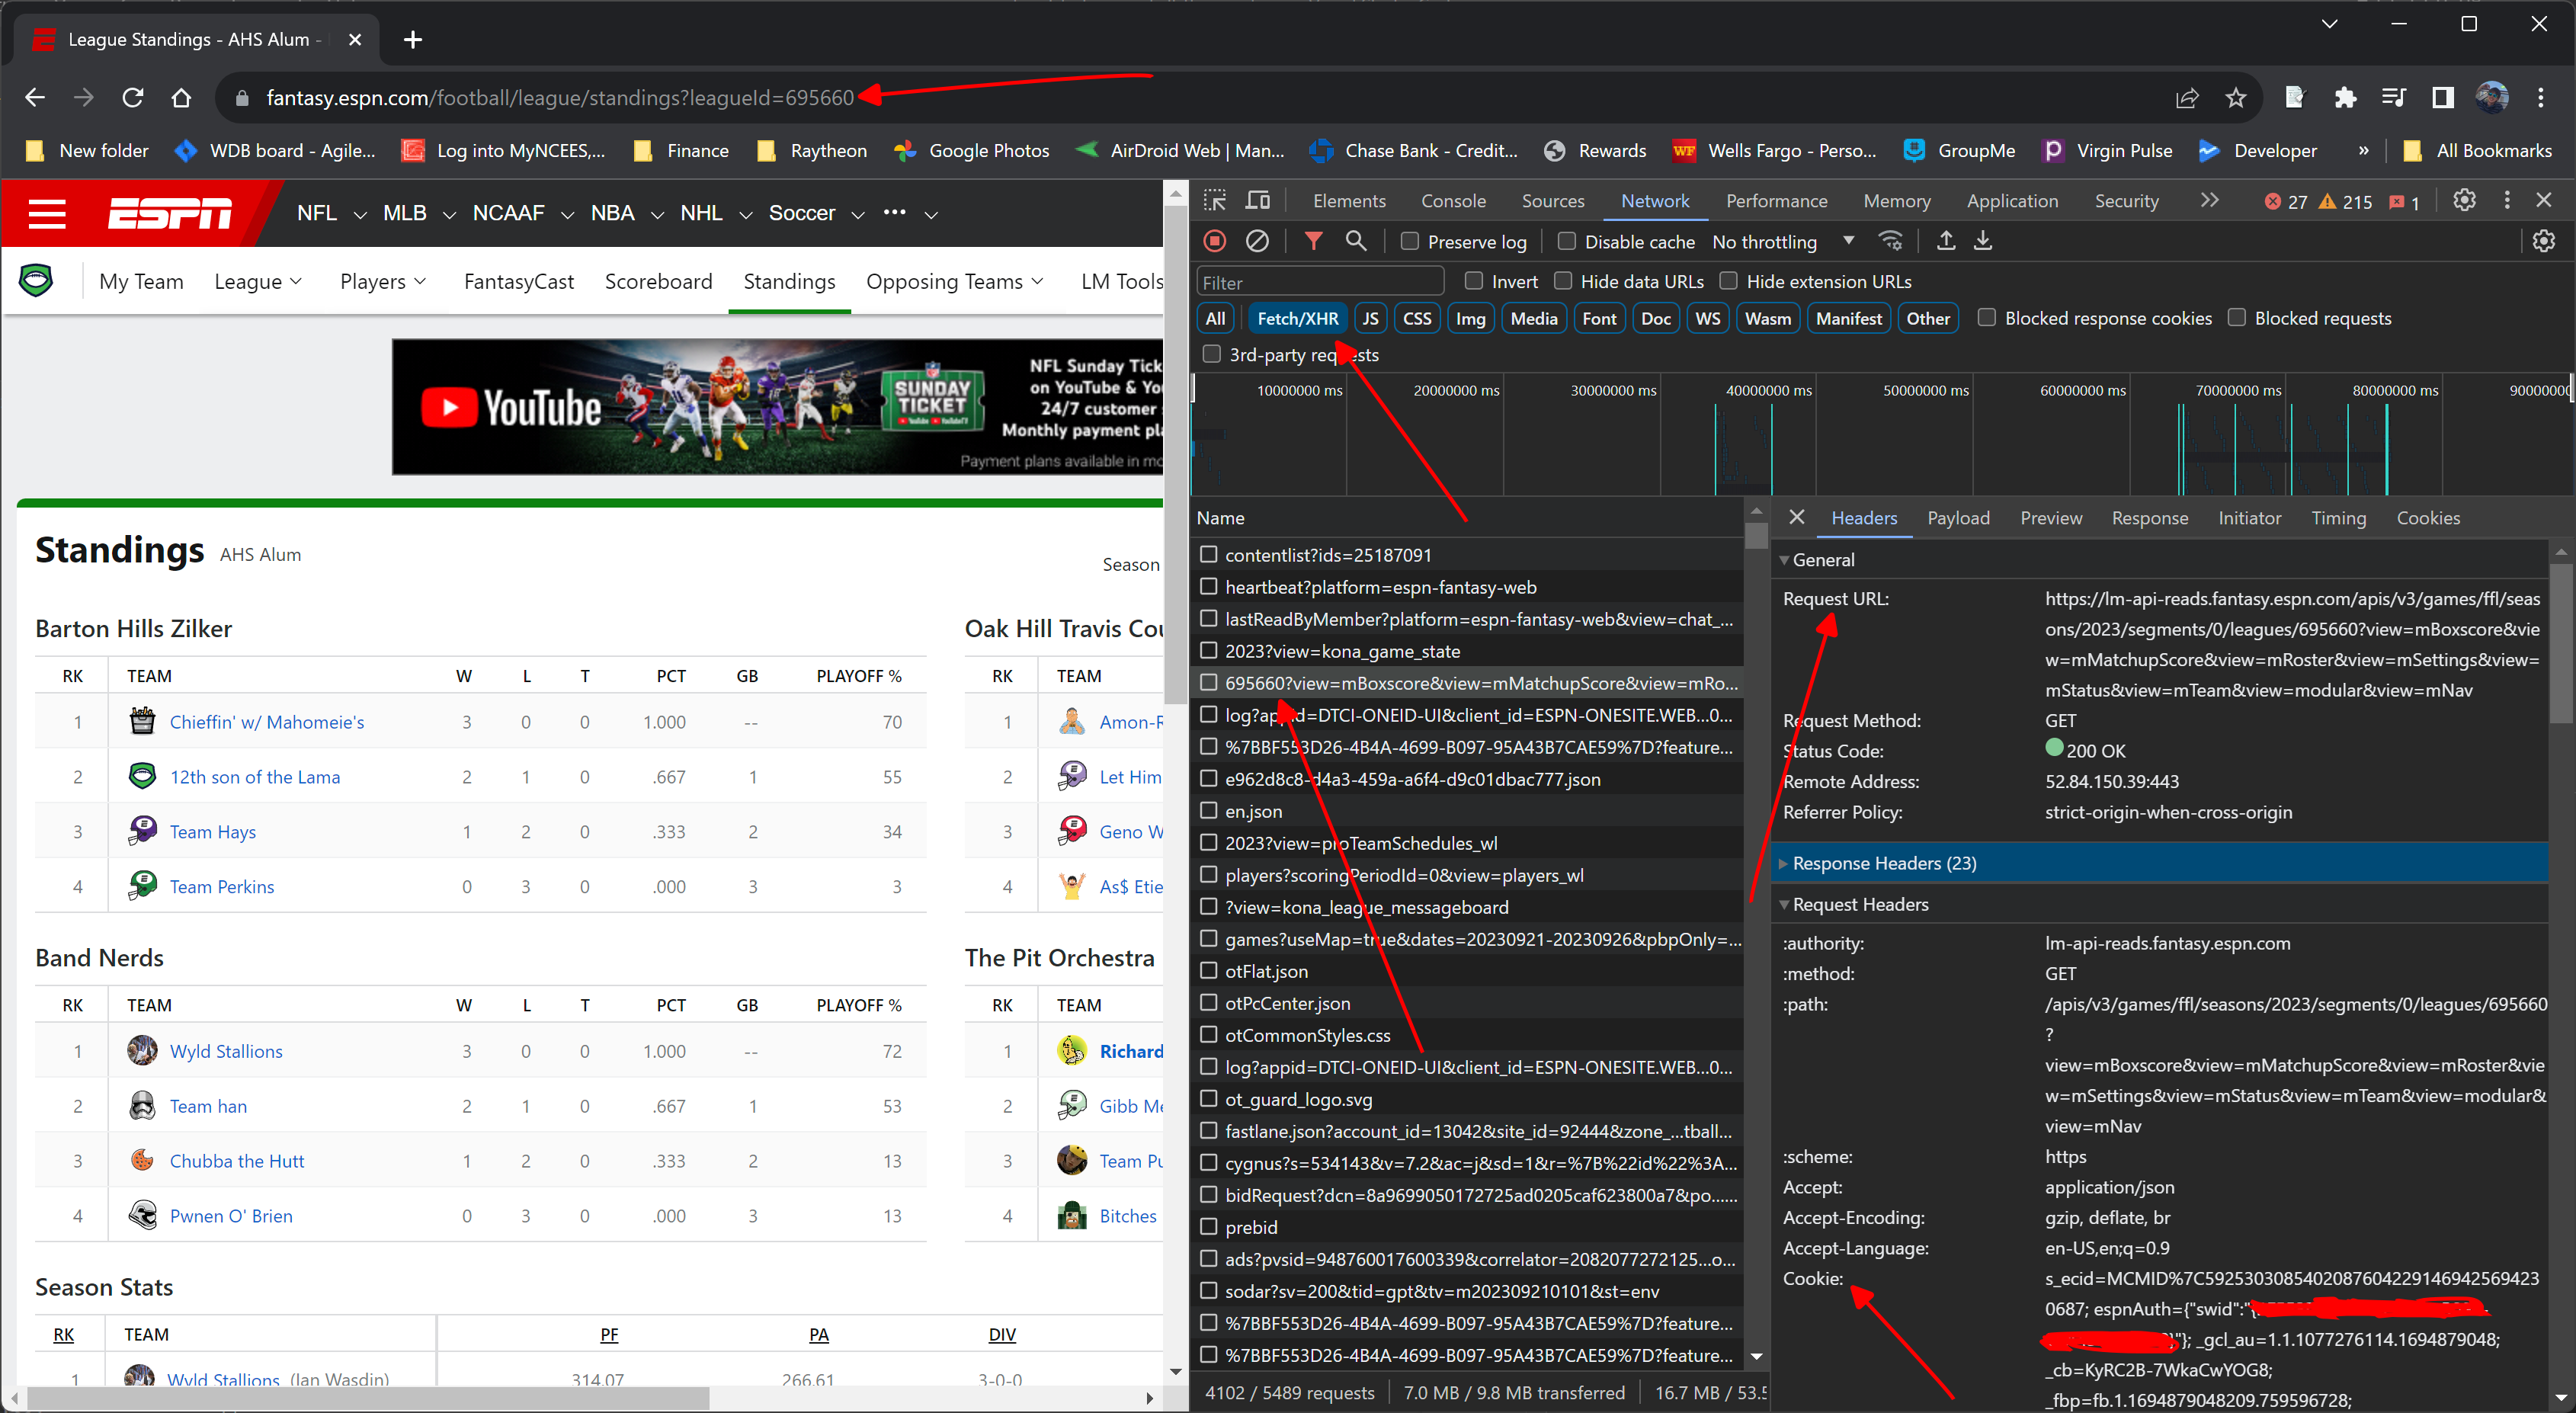 League Standings - AHS Alum -
fantasy.espn.com/football/league/standings?leagueId=695660
New folder
WDB board - Agile...
Log into MyNCEES,...
Finance
Raytheon
Google Photos
AirDroid Web | Man...
Chase Bank - Credit...
Rewards
WF
Wells Fargo - Perso...
GroupMe
Virgin Pulse
Developer
»
All Bookmarks
ESPN
NFL
MLB
NCAAF
NBA
NHL
Soccer
•••
My Team
League
Players
FantasyCast
Scoreboard
Standings
Opposing Teams
LM Tools
YouTube
SUNDAY
TICKET
NFL Sunday Tick
on YouTube & Yo
24/7 customer
Monthly payment pla
Payment plans available in mo
Standings AHS Alum
Season
Barton Hills Zilker
RK TEAM W L T PCT GB PLAYOFF %
1 Chieffin' w/ Mahomeie's 3 0 0 1.000 -- 70
2 12th son of the Lama 2 1 0 .667 1 55
3 Team Hays 1 2 0 .333 2 34
4 Team Perkins 0 3 0 .000 3 3
Oak Hill Travis Cou
RK TEAM
1 Amon-R
2 Let Him
3 Geno W
4 As$ Etie
Band Nerds
RK TEAM W L T PCT GB PLAYOFF %
1 Wyld Stallions 3 0 0 1.000 -- 72
2 Team han 2 1 0 .667 1 53
3 Chubba the Hutt 1 2 0 .333 2 13
4 Pwnen O' Brien 0 3 0 .000 3 13
The Pit Orchestra
RK TEAM
1 Richard
2 Gibb Me
3 Team Pu
4 Bitches
Season Stats
RK TEAM PF PA DIV
1 Wyld Stallions (Ian Wasdin) 314.07 266.61 3-0-0
Elements
Console
Sources
Network
Performance
Memory
Application
Security
27
215
1
Preserve log
Disable cache
No throttling
Filter
Invert
Hide data URLs
Hide extension URLs
All
Fetch/XHR
JS
CSS
Img
Media
Font
Doc
WS
Wasm
Manifest
Other
Blocked response cookies
Blocked requests
3rd-party requests
10000000 ms
20000000 ms
30000000 ms
40000000 ms
50000000 ms
60000000 ms
70000000 ms
80000000 ms
9000000
Name
contentlist?ids=25187091
heartbeat?platform=espn-fantasy-web
lastReadByMember?platform=espn-fantasy-web&view=chat_...
2023?view=kona_game_state
695660?view=mBoxscore&view=mMatchupScore&view=mRo...
log?appid=DTCI-ONEID-UI&client_id=ESPN-ONESITE.WEB...0...
%7BBF553D26-4B4A-4699-B097-95A43B7CAE59%7D?feature...
e962d8c8-d4a3-459a-a6f4-d9c01dbac777.json
en.json
2023?view=proTeamSchedules_wl
players?scoringPeriodId=0&view=players_wl
?view=kona_league_messageboard
games?useMap=true&dates=20230921-20230926&pbpOnly=...
otFlat.json
otPcCenter.json
otCommonStyles.css
log?appid=DTCI-ONEID-UI&client_id=ESPN-ONESITE.WEB...0...
ot_guard_logo.svg
fastlane.json?account_id=13042&site_id=92444&zone_...tball...
cygnus?s=534143&v=7.2&ac=j&sd=1&r=%7B%22id%22%3A...
bidRequest?dcn=8a9699050172725ad0205caf623800a7&po......
prebid
ads?pvsid=948760017600339&correlator=2082077272125...o...
sodar?sv=200&tid=gpt&tv=m202309210101&st=env
%7BBF553D26-4B4A-4699-B097-95A43B7CAE59%7D?feature...
%7BBF553D26-4B4A-4699-B097-95A43B7CAE59%7D?feature...
4102 / 5489 requests
7.0 MB / 9.8 MB transferred
16.7 MB / 53.5
Headers
Payload
Preview
Response
Initiator
Timing
Cookies
General
Request URL: https://lm-api-reads.fantasy.espn.com/apis/v3/games/ffl/seas
ons/2023/segments/0/leagues/695660?view=mBoxscore&vie
w=mMatchupScore&view=mRoster&view=mSettings&view=
mStatus&view=mTeam&view=modular&view=mNav
Request Method: GET
Status Code: 200 OK
Remote Address: 52.84.150.39:443
Referrer Policy: strict-origin-when-cross-origin
Response Headers (23)
Request Headers
:authority: lm-api-reads.fantasy.espn.com
:method: GET
:path: /apis/v3/games/ffl/seasons/2023/segments/0/leagues/695660
?
view=mBoxscore&view=mMatchupScore&view=mRoster&vie
w=mSettings&view=mStatus&view=mTeam&view=modular&
view=mNav
:scheme: https
Accept: application/json
Accept-Encoding: gzip, deflate, br
Accept-Language: en-US,en;q=0.9
Cookie: s_ecid=MCMID%7C59253030854020876042291469425694​23
0687; espnAuth={"swid":"{
}"}; _gcl_au=1.1.1077276114.1694879048;
_cb=KyRC2B-7WkaCwYOG8;
_fbp=fb.1.1694879048209.759596728;